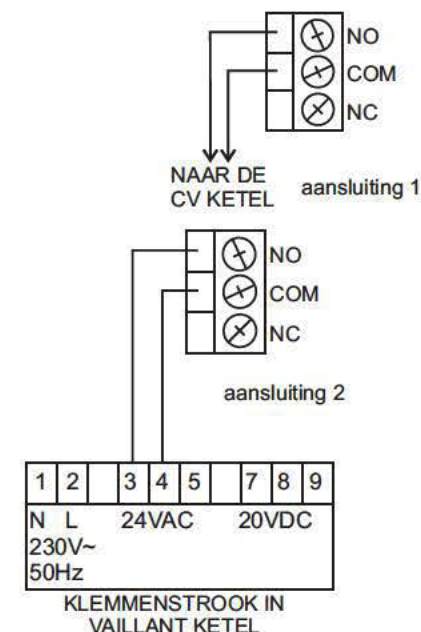 NO
COM
NC
NAAR DE
CV KETEL
aansluiting 1
NO
COM
NC
aansluiting 2
1 2 3 4 5 7 8 9
N L 24VAC 20VDC
230V~
50Hz
KLEMMENSTROOK IN
VAILLANT KETEL